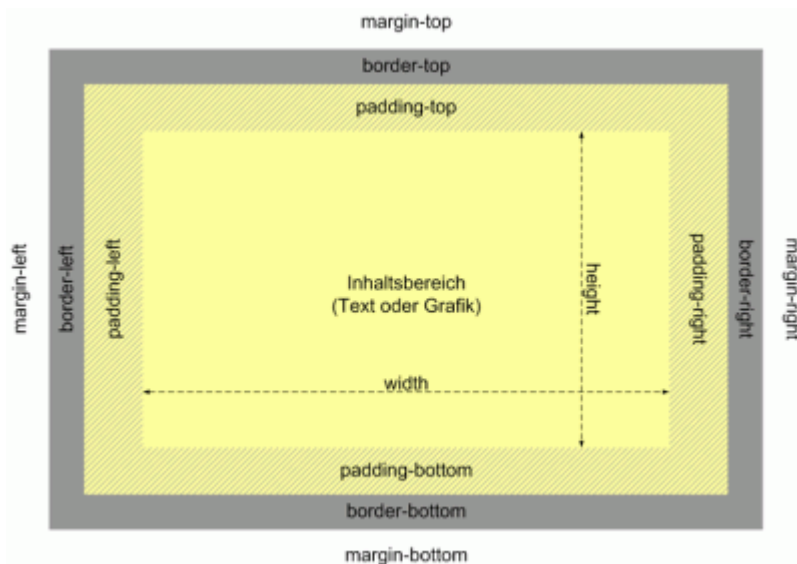 margin-top
border-top
padding-top
margin-left
border-left
padding-left
Inhaltsbereich
(Text oder Grafik)
height
padding-right
border-right
margin-right
width
padding-bottom
border-bottom
margin-bottom